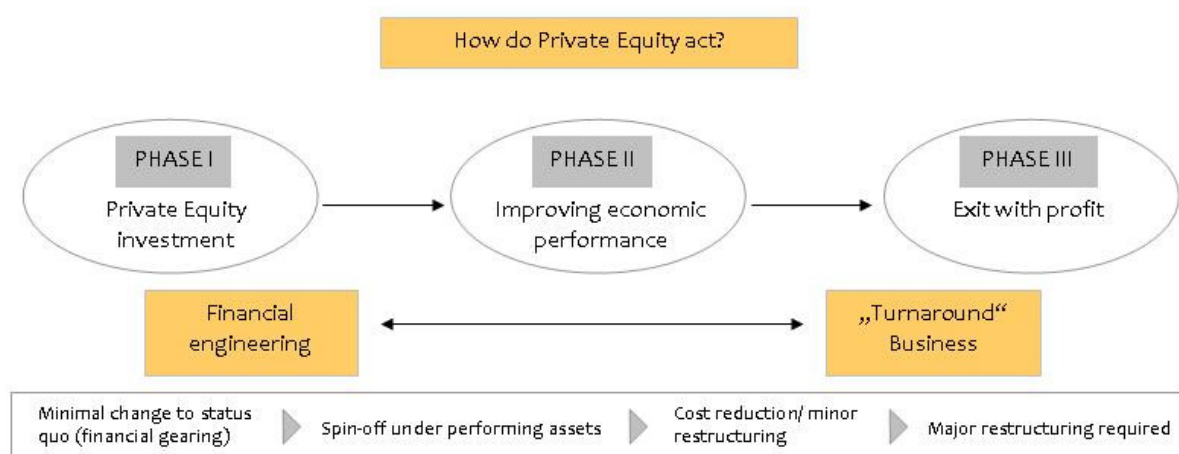 How do Private Equity act?
PHASE I
Private Equity
investment
PHASE II
Improving economic
performance
PHASE III
Exit with profit
Financial
engineering
„Turnaround“
Business
Minimal change to status
quo (financial gearing)
Spin-off under performing assets
Cost reduction/ minor
restructuring
Major restructuring required